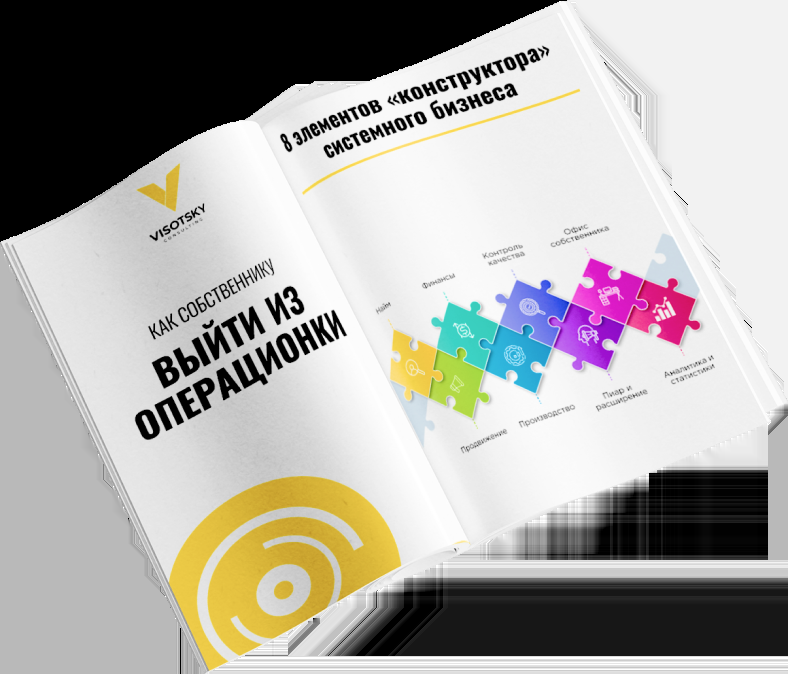 VISOTSKY
CONSULTING
КАК СОБСТВЕННИКУ
ВЫЙТИ ИЗ
ОПЕРАЦИОНКИ
8 элементов «конструктора»
системного бизнеса
Найм
Финансы
Контроль
качества
Офис
собственника
Продвижение
Производство
Пиар и
расширение
Аналитика и
статистики